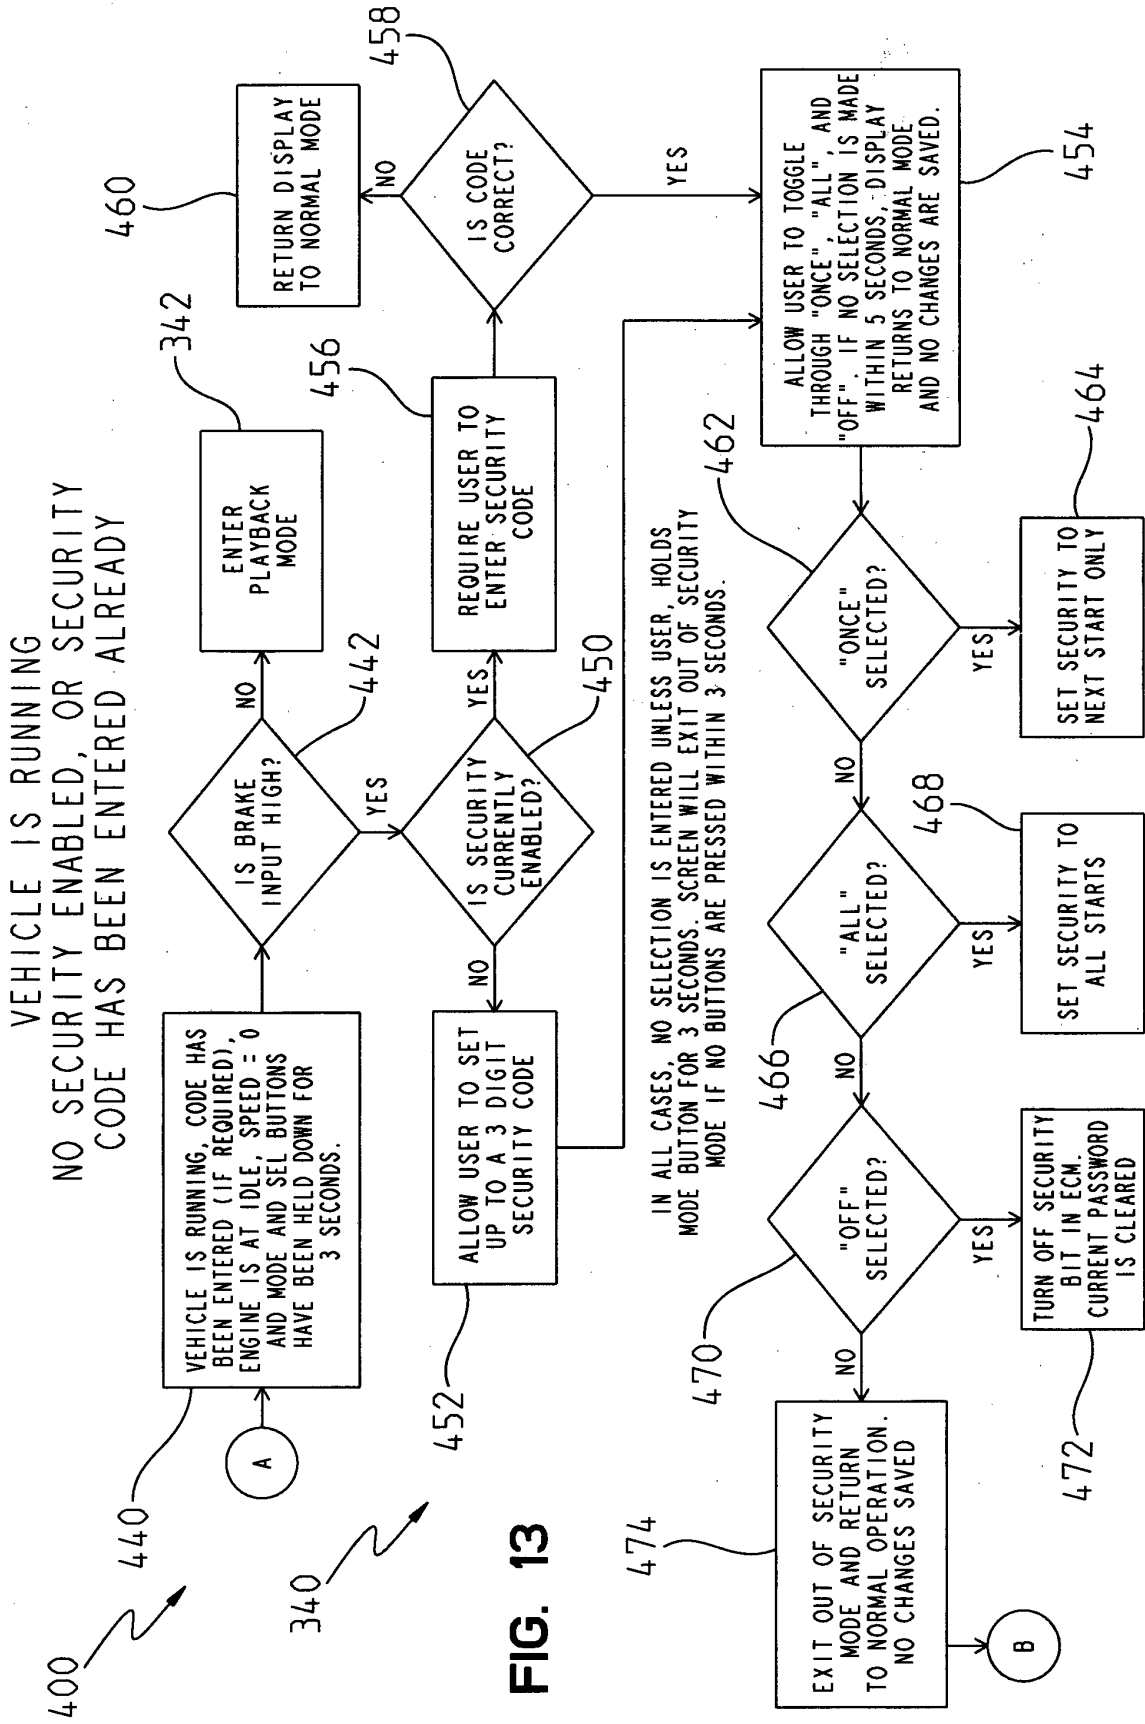 VEHICLE IS RUNNING
NO SECURITY ENABLED, OR SECURITY
CODE HAS BEEN ENTERED ALREADY
400
440
A
VEHICLE IS RUNNING, CODE HAS
BEEN ENTERED (IF REQUIRED),
ENGINE IS AT IDLE, SPEED = 0
AND MODE AND SEL BUTTONS
HAVE BEEN HELD DOWN FOR
3 SECONDS.
IS BRAKE
INPUT HIGH?
442
NO
ENTER
PLAYBACK
MODE
342
YES
340
IS SECURITY
CURRENTLY
ENABLED?
450
NO
ALLOW USER TO SET
UP TO A 3 DIGIT
SECURITY CODE
452
YES
REQUIRE USER TO
ENTER SECURITY
CODE
456
IS CODE
CORRECT?
458
NO
RETURN DISPLAY
TO NORMAL MODE
460
YES
ALLOW USER TO TOGGLE
THROUGH "ONCE", "ALL", AND
"OFF". IF NO SELECTION IS MADE
WITHIN 5 SECONDS, DISPLAY
RETURNS TO NORMAL MODE
AND NO CHANGES ARE SAVED.
454
IN ALL CASES, NO SELECTION IS ENTERED UNLESS USER, HOLDS
MODE BUTTON FOR 3 SECONDS. SCREEN WILL EXIT OUT OF SECURITY
MODE IF NO BUTTONS ARE PRESSED WITHIN 3 SECONDS.
"ONCE"
SELECTED?
462
YES
SET SECURITY TO
NEXT START ONLY
464
NO
"ALL"
SELECTED?
466
YES
SET SECURITY TO
ALL STARTS
468
NO
"OFF"
SELECTED?
470
YES
TURN OFF SECURITY
BIT IN ECM.
CURRENT PASSWORD
IS CLEARED
472
NO
EXIT OUT OF SECURITY
MODE AND RETURN
TO NORMAL OPERATION.
NO CHANGES SAVED
474
B
FIG. 13